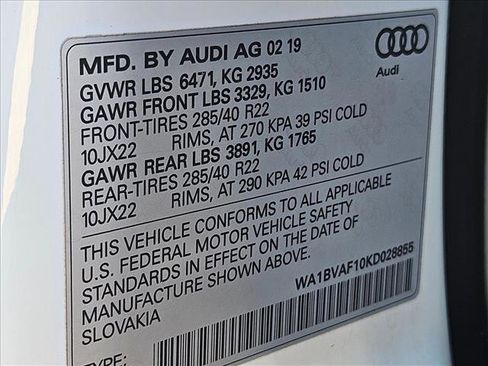 MFD. BY AUDI AG 02 19
GVWR LBS 6471, KG 2935
GAWR FRONT LBS 3329, KG 1510
FRONT-TIRES 285/40 R22
10JX22 RIMS, AT 270 KPA 39 PSI COLD
GAWR REAR LBS 3891, KG 1765
REAR-TIRES 285/40 R22
10JX22 RIMS, AT 290 KPA 42 PSI COLD
THIS VEHICLE CONFORMS TO ALL APPLICABLE
U.S. FEDERAL MOTOR VEHICLE SAFETY
STANDARDS IN EFFECT ON THE DATE OF
MANUFACTURE SHOWN ABOVE.
SLOVAKIA
TYPE:
Audi
WA1BVAF10KD028855